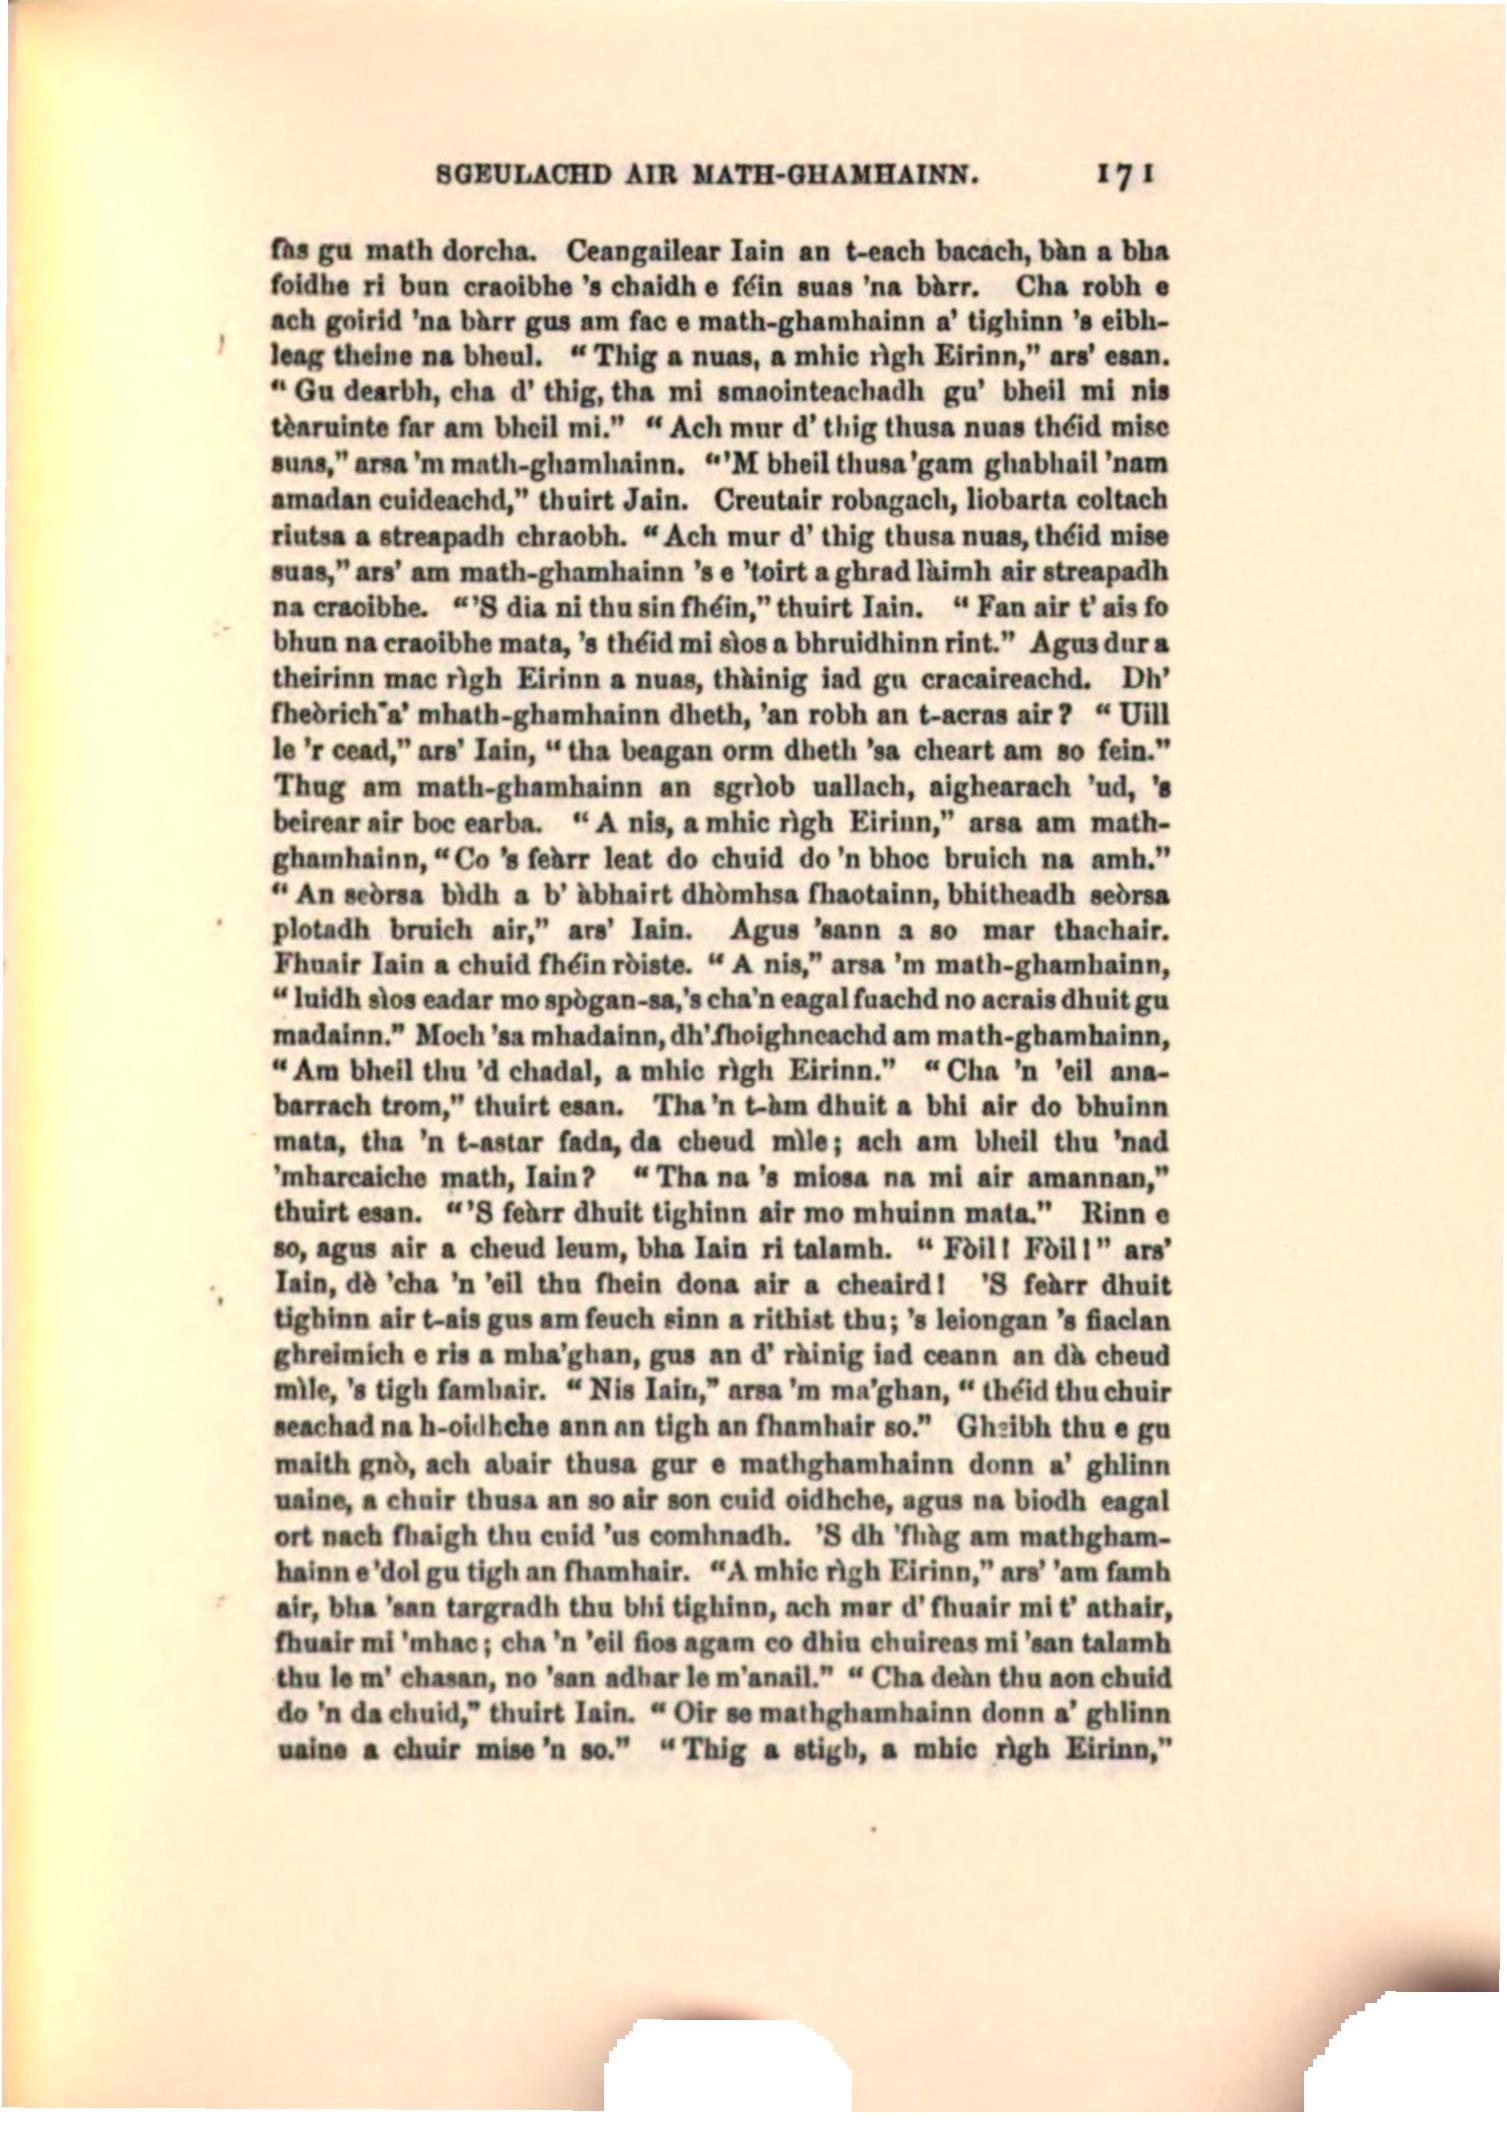 SGEULACHD AIR MATH-GHAMHAINN. 171
fàs gu math dorcha. Ceangailear Iain an t-each bacach, bàn a bha
foidhe ri bun craoibhe 's chaidh e féin suas 'na bàrr. Cha robh e
ach goirid 'na bàrr gus am fac e math-ghamhainn a' tighinn 's eibh-
leag theine na bheul. "Thig a nuas, a mhic rìgh Eirinn," ars' esan.
"Gu dearbh, cha d' thig, tha mi smaointeachadh gu' bheil mi nis
tèaruinte far am bheil mi." "Ach mur d' thig thusa nuas théid mise
suas," arsa 'm math-ghamhainn. "'M bheil thusa 'gam ghabhail 'nam
amadan cuideachd," thuirt Jain. Creutair robagach, liobarta coltach
riutsa a streapadh chraobh. "Ach mur d' thig thusa nuas, théid mise
suas," ars' am math-ghamhainn 's e 'toirt a ghrad làimh air streapadh
na craoibhe. "'S dia ni thu sin fhéin," thuirt Iain. "Fan air t' ais fo
bhun na craoibhe mata, 's théid mi sìos a bhruidhinn rint." Agus dur a
theirinn mac rìgh Eirinn a nuas, thàinig iad gu cracaireachd. Dh'
fheòrich a' mhath-ghamhainn dheth, 'an robh an t-acras air? "Uill
le 'r cead," ars' Iain, "tha beagan orm dheth 'sa cheart am so fein."
Thug am math-ghamhainn an sgrìob uallach, aighearach 'ud, 's
beirear air boc earba. "A nis, a mhic rìgh Eirinn," arsa am math-
ghamhainn, "Co 's feàrr leat do chuid do 'n bhoc bruich na amh."
"An seòrsa bìdh a b' àbhairt dhòmhsa fhaotainn, bhitheadh seòrsa
plotadh bruich air," ars' Iain. Agus 'sann a so mar thachair.
Fhuair Iain a chuid fhéin ròiste. "A nis," arsa 'm math-ghamhainn,
"luidh sìos eadar mo spògan-sa, 's cha'n eagal fuachd no acrais dhuit gu
madainn." Moch 'sa mhadainn, dh' fhoighneachd am math-ghamhainn,
"Am bheil thu 'd chadal, a mhic rìgh Eirinn." "Cha 'n 'eil ana-
barrach trom," thuirt esan. Tha 'n t-àm dhuit a bhi air do bhuinn
mata, tha 'n t-astar fada, da cheud mìle; ach am bheil thu 'nad
'mharcaiche math, Iain? "Tha na 's miosa na mi air amannan,"
thuirt esan. "'S feàrr dhuit tighinn air mo mhuinn mata." Rinn e
so, agus air a cheud leum, bha Iain ri talamh. "Fòil! Fòil!" ars'
Iain, dè 'cha 'n 'eil thu fhein dona air a cheaird! 'S feàrr dhuit
tighinn air t-ais gus am feuch sinn a rithist thu; 's leiongan 's fiaclan
ghreimich e ris a mha'ghan, gus an d' ràinig iad ceann an dà cheud
mìle, 's tigh famhair. "Nis Iain," arsa 'm ma'ghan, "théid thu chuir
seachad na h-oidhche ann an tigh an fhamhair so." Gheibh thu e gu
maith gnò, ach abair thusa gur e mathghamhainn donn a' ghlinn
uaine, a chuir thusa an so air son cuid oidhche, agus na biodh eagal
ort nach fhaigh thu cuid 'us comhnadh. 'S dh 'fhàg am mathgham-
hainn e 'dol gu tigh an fhamhair. "A mhic rìgh Eirinn," ars' 'am famh
air, bha 'san targradh thu bhi tighinn, ach mar d' fhuair mi t' athair,
fhuair mi 'mhac; cha 'n 'eil fios agam co dhiu chuireas mi 'san talamh
thu le m' chasan, no 'san adhar le m'anail." "Cha deàn thu aon chuid
do 'n da chuid," thuirt Iain. "Oir se mathghamhainn donn a' ghlinn
uaine a chuir mise 'n so." "Thig a stigh, a mhic rìgh Eirinn,"